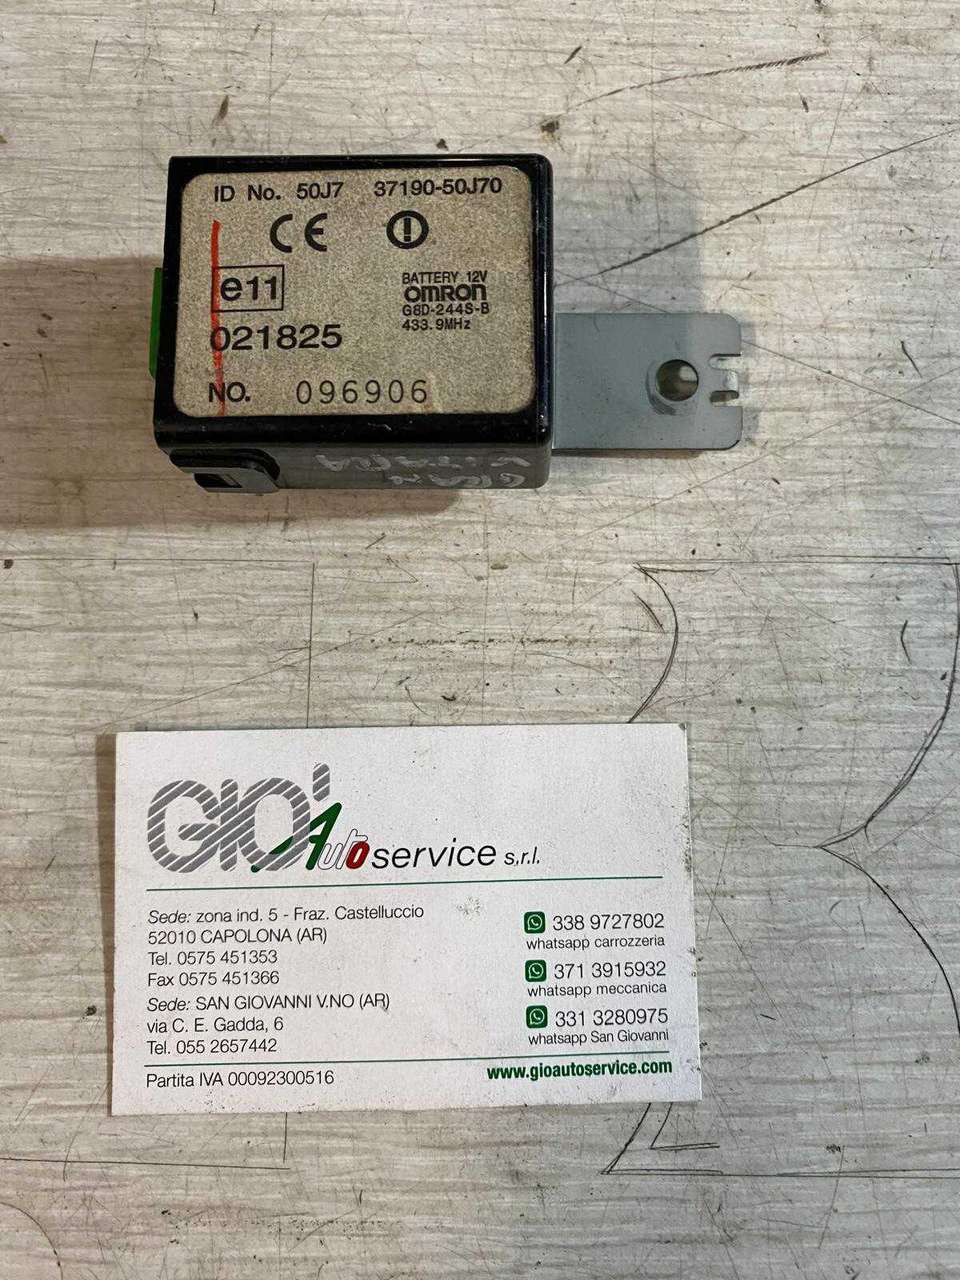 ID No. 50J7 37190-50J70
CE
e11
BATTERY 12V
OMRON
G8D-244S-B
433.9MHz
021825
NO. 096906
GRAN
VITARA
GIO' Auto service s.r.l.
Sede: zona ind. 5 - Fraz. Castelluccio
52010 CAPOLONA (AR)
Tel. 0575 451353
Fax 0575 451366
Sede: SAN GIOVANNI V.NO (AR)
via C. E. Gadda, 6
Tel. 055 2657442
338 9727802
whatsapp carrozzeria
371 3915932
whatsapp meccanica
331 3280975
whatsapp San Giovanni
Partita IVA 00092300516
www.gioautoservice.com